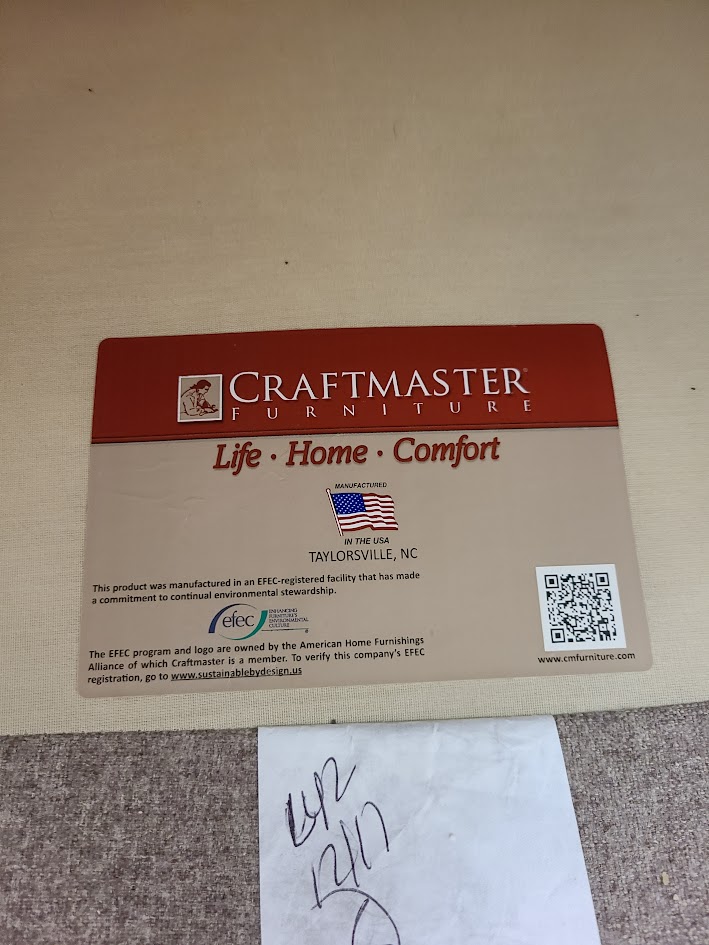 CRAFTMASTER
FURNITURE
Life · Home · Comfort
MANUFACTURED
IN THE USA
TAYLORSVILLE, NC
This product was manufactured in an EFEC-registered facility that has made
a commitment to continual environmental stewardship.
efec
ENHANCING
FURNITURE'S
ENVIRONMENTAL
CULTURE
®
The EFEC program and logo are owned by the American Home Furnishings
Alliance of which Craftmaster is a member. To verify this company's EFEC
registration, go to www.sustainablebydesign.us
www.cmfurniture.com
12/17